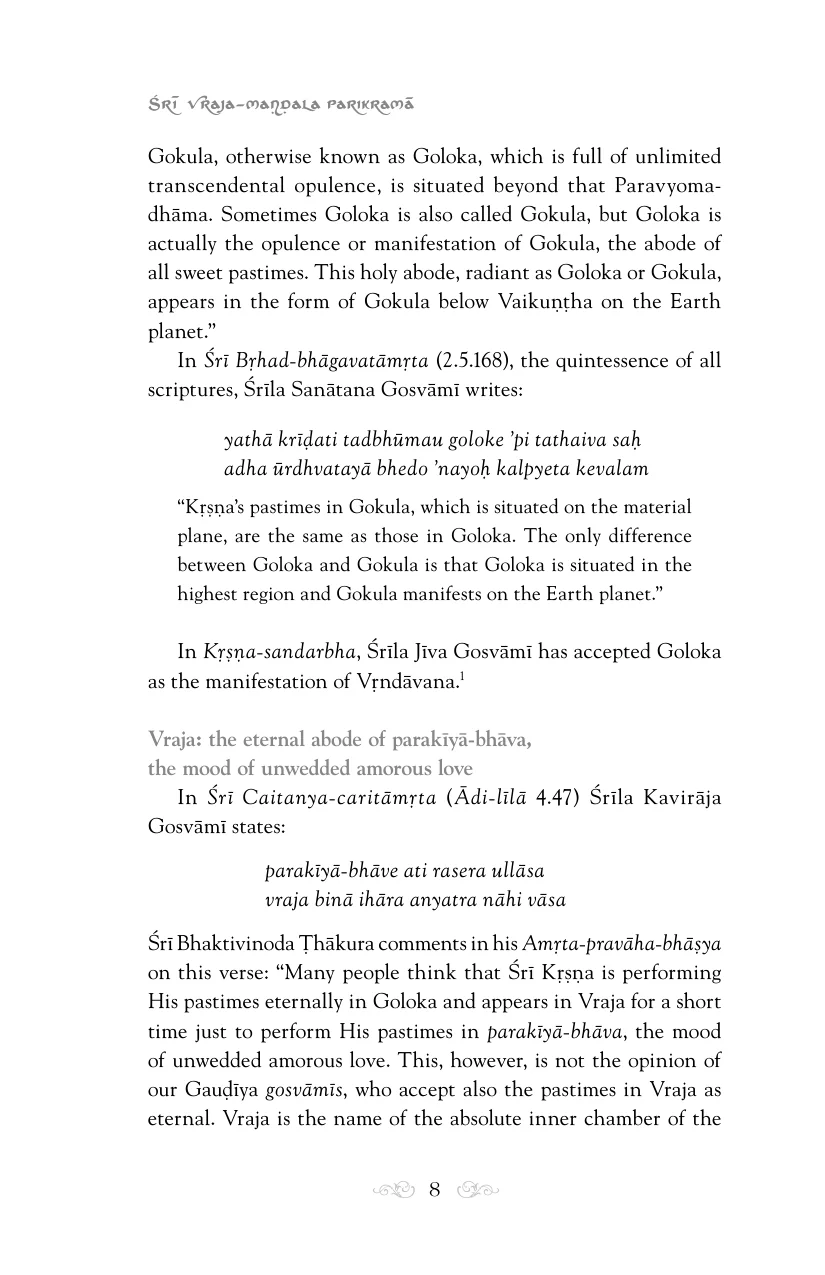 Śrī Vraja-maṇḍala Parikramā
Gokula, otherwise known as Goloka, which is full of unlimited
transcendental opulence, is situated beyond that Paravyoma-
dhāma. Sometimes Goloka is also called Gokula, but Goloka is
actually the opulence or manifestation of Gokula, the abode of
all sweet pastimes. This holy abode, radiant as Goloka or Gokula,
appears in the form of Gokula below Vaikuṇṭha on the Earth
planet.”
In Śrī Bṛhad-bhāgavatāmṛta (2.5.168), the quintessence of all
scriptures, Śrīla Sanātana Gosvāmī writes:
yathā krīḍati tadbhūmau goloke ’pi tathaiva saḥ
adha ūrdhvatayā bhedo ’nayoḥ kalpyeta kevalam
“Kṛṣṇa’s pastimes in Gokula, which is situated on the material
plane, are the same as those in Goloka. The only difference
between Goloka and Gokula is that Goloka is situated in the
highest region and Gokula manifests on the Earth planet.”
In Kṛṣṇa-sandarbha, Śrīla Jīva Gosvāmī has accepted Goloka
as the manifestation of Vṛndāvana.1
Vraja: the eternal abode of parakīyā-bhāva,
the mood of unwedded amorous love
In Śrī Caitanya-caritāmṛta (Ādi-līlā 4.47) Śrīla Kavirāja
Gosvāmī states:
parakīyā-bhāve ati rasera ullāsa
vraja binā ihāra anyatra nāhi vāsa
Śrī Bhaktivinoda Ṭhākura comments in his Amṛta-pravāha-bhāṣya
on this verse: “Many people think that Śrī Kṛṣṇa is performing
His pastimes eternally in Goloka and appears in Vraja for a short
time just to perform His pastimes in parakīyā-bhāva, the mood
of unwedded amorous love. This, however, is not the opinion of
our Gauḍīya gosvāmīs, who accept also the pastimes in Vraja as
eternal. Vraja is the name of the absolute inner chamber of the
8